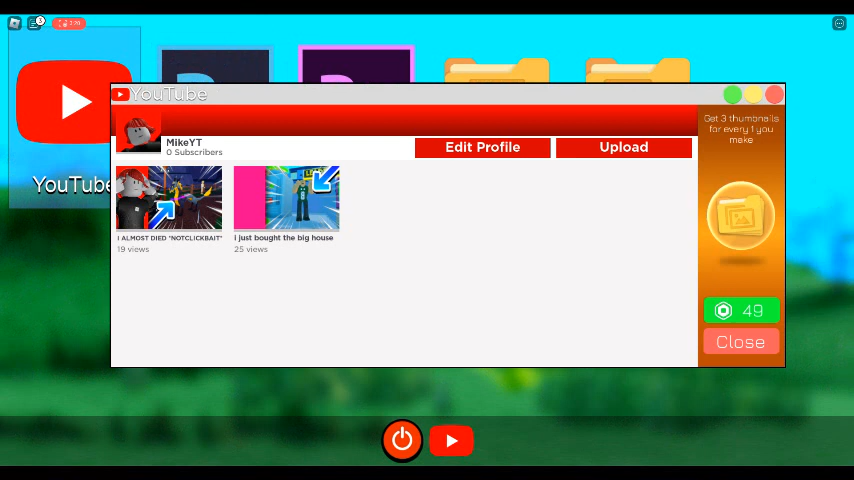 YouTube
Get 3 thumbnails
for every 1 you
make
MikeYT
0 Subscribers
Edit Profile
Upload
YouTube
I ALMOST DIED *NOTCLICKBAIT*
i just bought the big house
19 views
25 views
49
Close